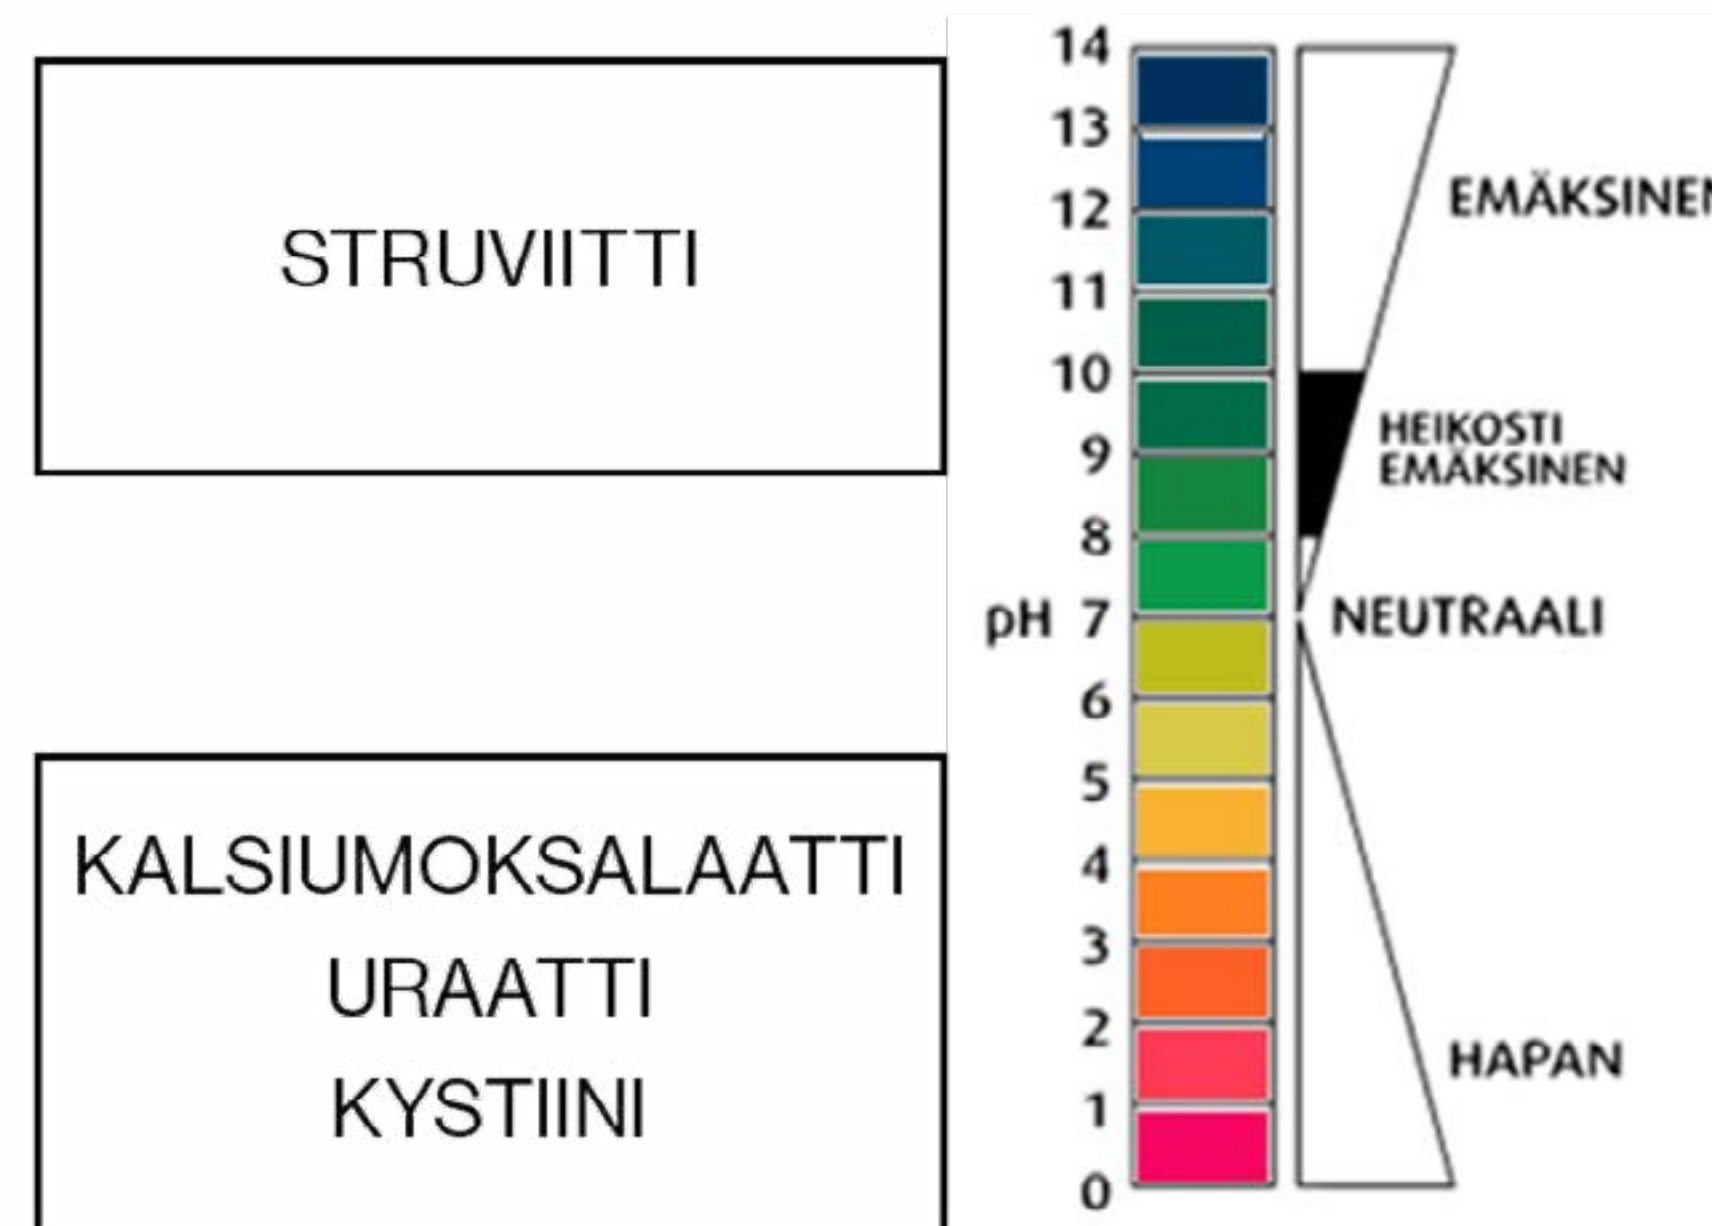 STRUVIITTI
KALSIUMOKSALAATTI
URAATTI
KYSTIINI
14
13
12
11
10
9
8
pH 7
6
5
4
3
2
1
0
EMÄKSINEN
HEIKOSTI
EMÄKSINEN
NEUTRAALI
HAPAN